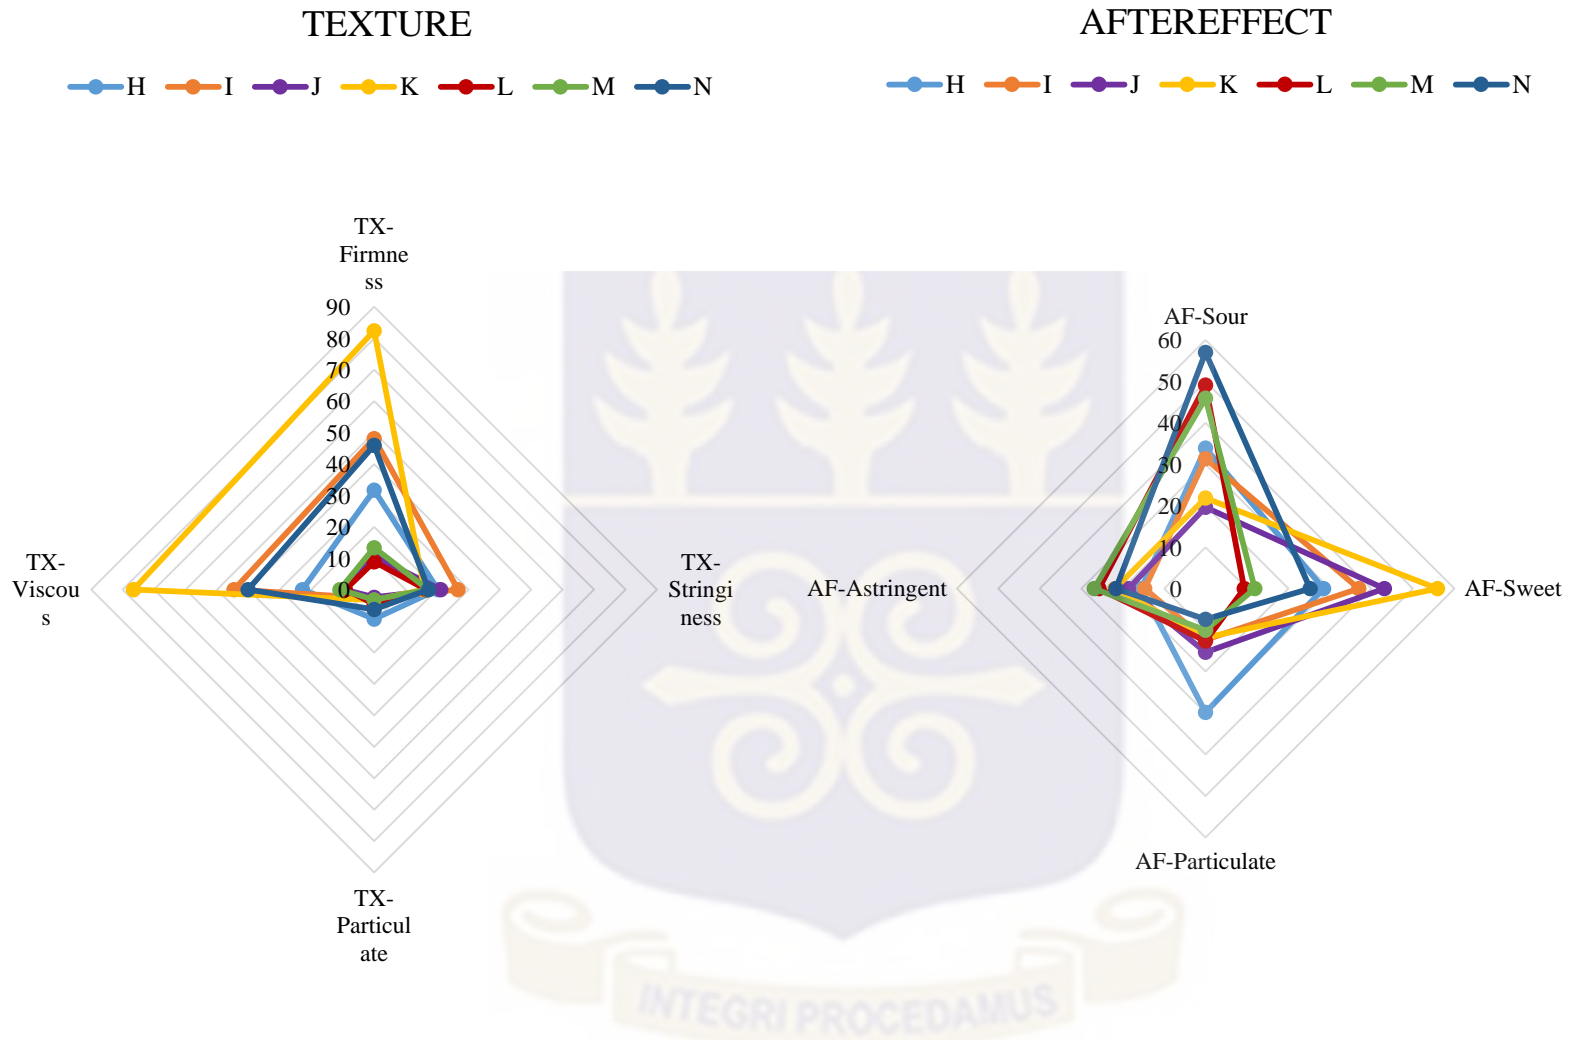 TEXTURE
H I J K L M N
TX-
Firmne
ss
90
80
70
60
50
40
30
20
10
0
TX-
Viscou
s
TX-
Stringi
ness
TX-
Particul
ate
AFTEREFFECT
H I J K L M N
AF-Sour
60
50
40
30
20
10
0
AF-Astringent
AF-Sweet
AF-Particulate
INTEGRI PROCEDAMUS